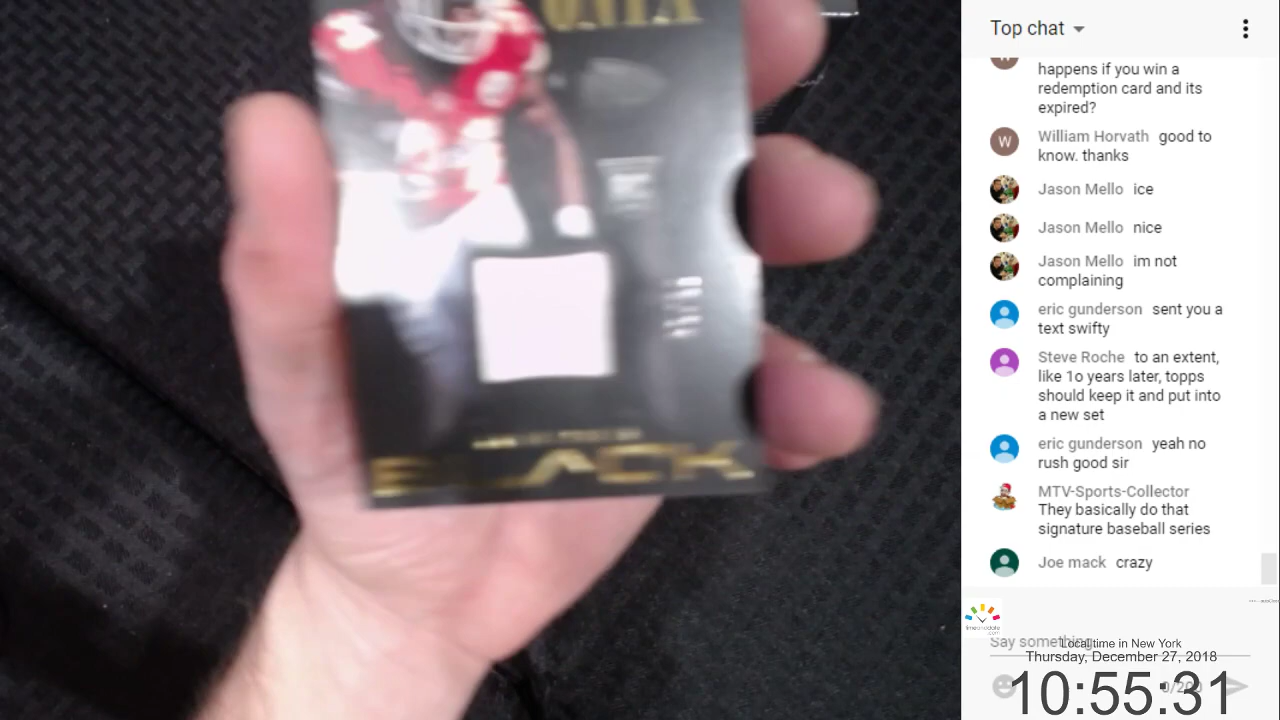 ONYX
RC
BLACK
Top chat
happens if you win a
redemption card and its
expired?
W
William Horvath good to
know. thanks
Jason Mello ice
Jason Mello nice
Jason Mello im not
complaining
eric gunderson sent you a
text swifty
Steve Roche to an extent,
like 1o years later, topps
should keep it and put into
a new set
eric gunderson yeah no
rush good sir
MTV-Sports-Collector
They basically do that
signature baseball series
Joe mack crazy
Say something...
Local time in New York
Thursday, December 27, 2018
10:55:31